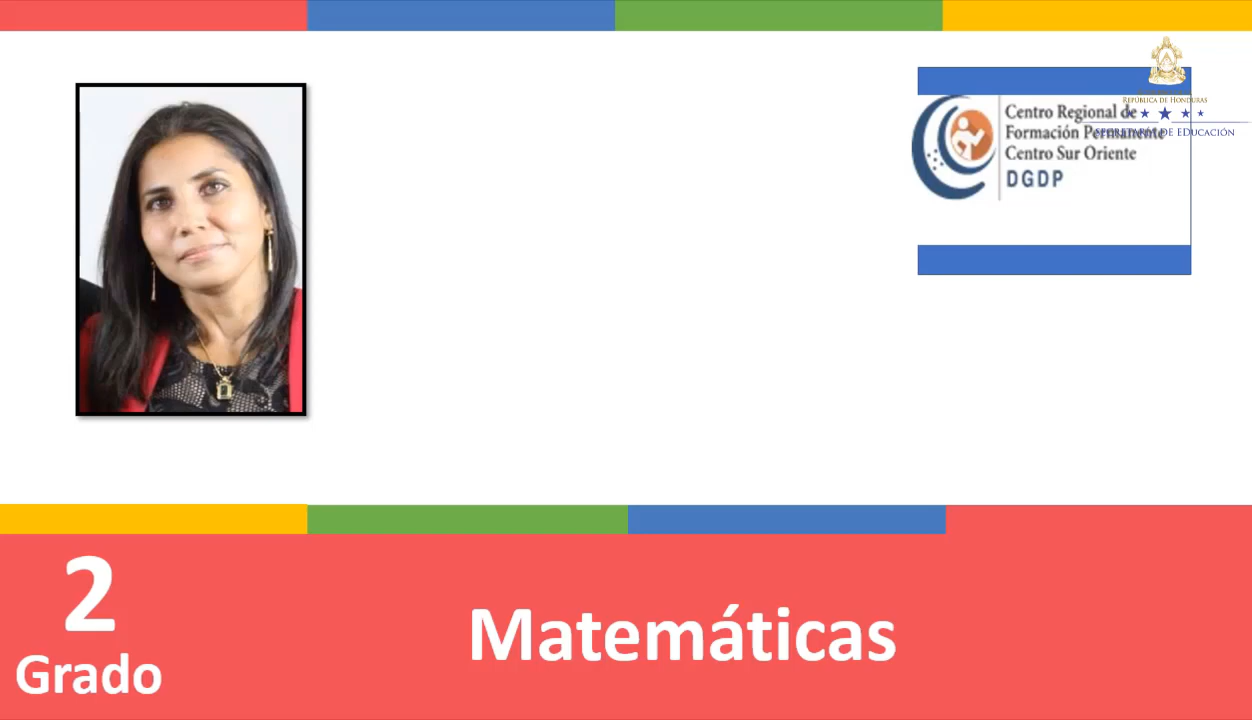 REPÚBLICA DE HONDURAS
SECRETARÍA DE EDUCACIÓN
Centro Regional de
Formación Permanente
Centro Sur Oriente
DGDP
2
Grado
Matemáticas